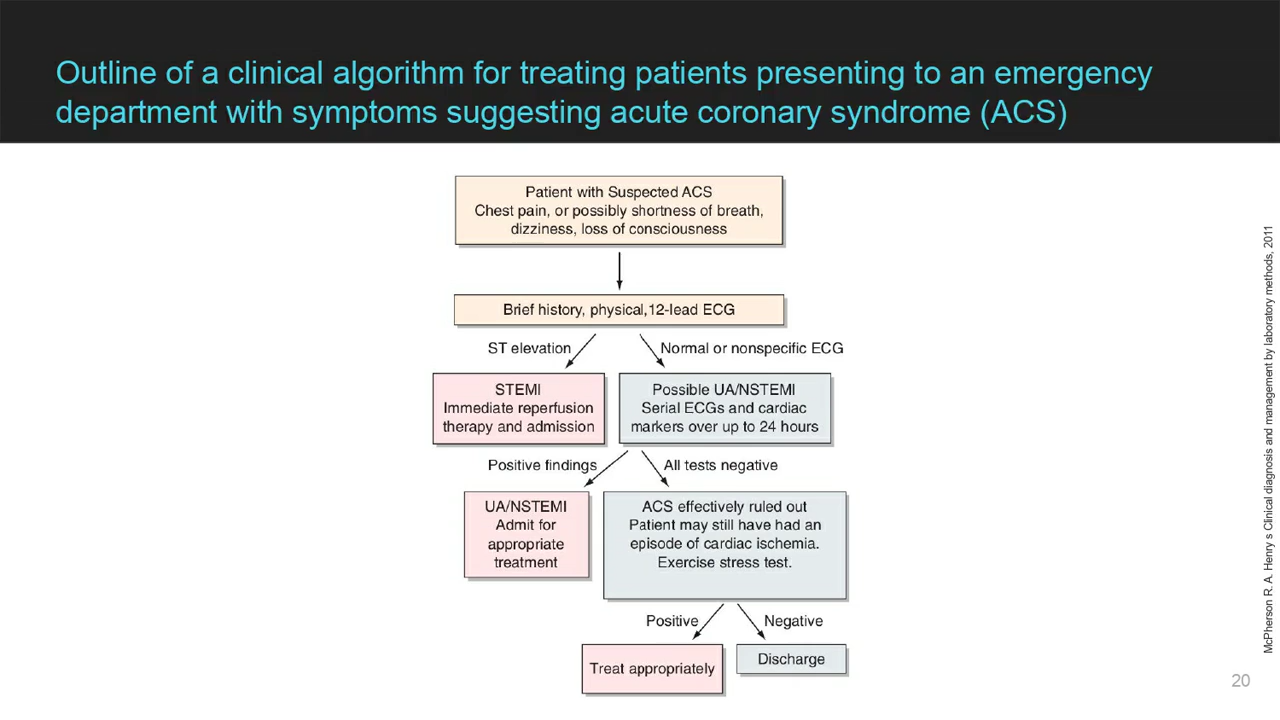 Outline of a clinical algorithm for treating patients presenting to an emergency
department with symptoms suggesting acute coronary syndrome (ACS)
Patient with Suspected ACS
Chest pain, or possibly shortness of breath,
dizziness, loss of consciousness
Brief history, physical,12-lead ECG
ST elevation
Normal or nonspecific ECG
STEMI
Immediate reperfusion
therapy and admission
Possible UA/NSTEMI
Serial ECGs and cardiac
markers over up to 24 hours
Positive findings
All tests negative
UA/NSTEMI
Admit for
appropriate
treatment
ACS effectively ruled out
Patient may still have had an
episode of cardiac ischemia.
Exercise stress test.
Positive
Negative
Treat appropriately
Discharge
McPherson R. A. Henry s Clinical diagnosis and management by laboratory methods, 2011
20